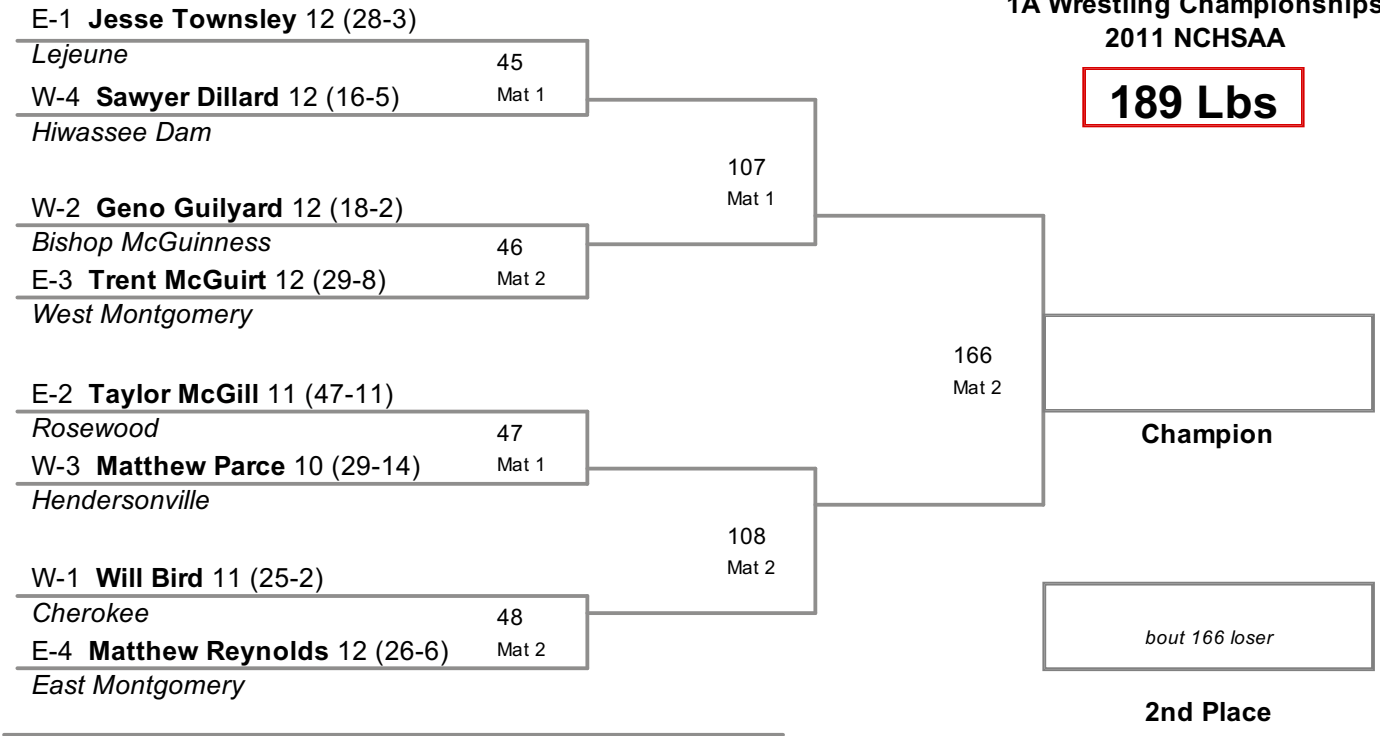 1A Wrestling Championships
2011 NCHSAA
189 Lbs
E-1 Jesse Townsley 12 (28-3)
Lejeune
45
Mat 1
W-4 Sawyer Dillard 12 (16-5)
Hiwassee Dam
107
Mat 1
W-2 Geno Guilyard 12 (18-2)
Bishop McGuinness
46
Mat 2
E-3 Trent McGuirt 12 (29-8)
West Montgomery
166
Mat 2
E-2 Taylor McGill 11 (47-11)
Rosewood
47
Mat 1
W-3 Matthew Parce 10 (29-14)
Hendersonville
Champion
108
Mat 2
W-1 Will Bird 11 (25-2)
Cherokee
48
Mat 2
E-4 Matthew Reynolds 12 (26-6)
East Montgomery
bout 166 loser
2nd Place